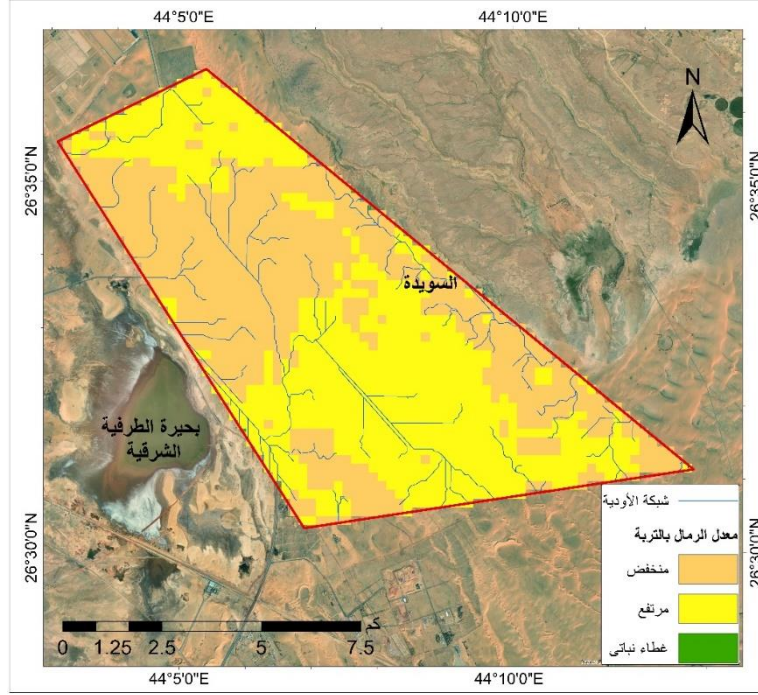 44°5'0"E
44°10'0"E
N
26°35'0"N
26°35'0"N
السويدة
بحيرة الطرفية
الشرقية
شبكة الأودية
معدل الرمال بالتربة
منخفض
مرتفع
غطاء نباتى
26°30'0"N
26°30'0"N
كم
0 1.25 2.5 5 7.5
44°5'0"E
44°10'0"E